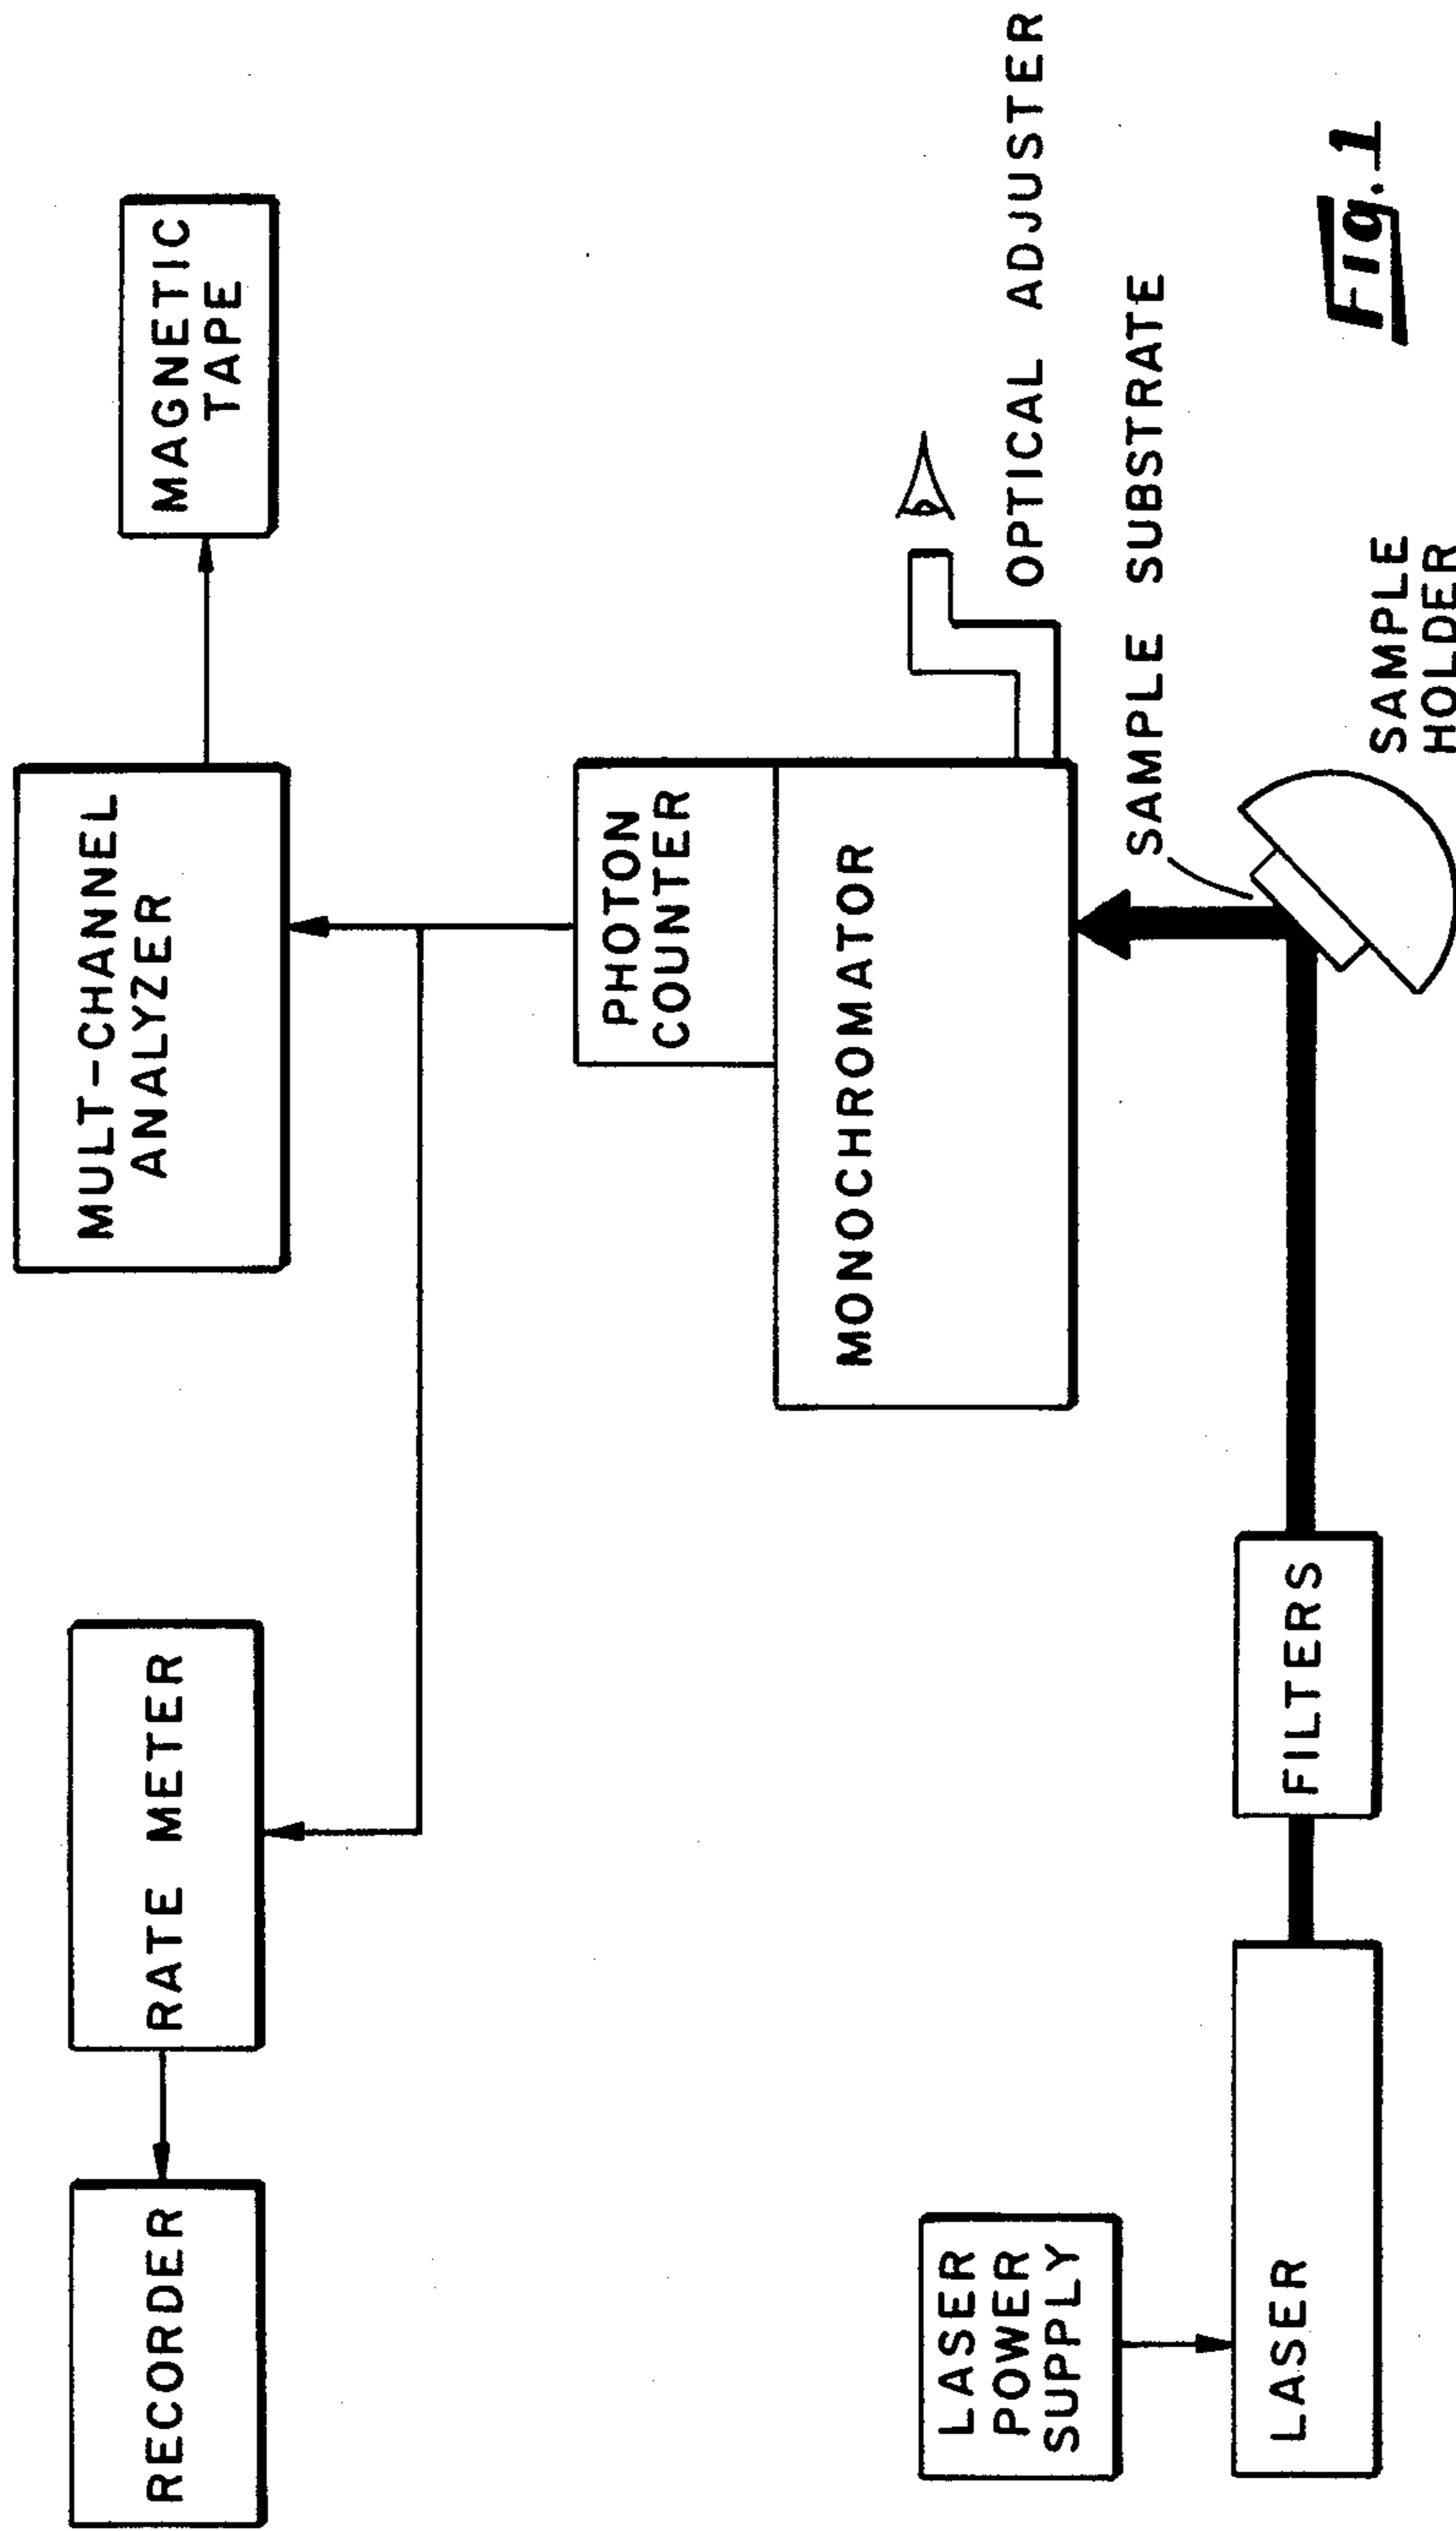 RECORDER
RATE METER
MULT-CHANNEL
ANALYZER
MAGNETIC
TAPE
PHOTON
COUNTER
MONOCHROMATOR
OPTICAL ADJUSTER
LASER
POWER
SUPPLY
SAMPLE SUBSTRATE
LASER
FILTERS
SAMPLE
HOLDER
Fig. 1